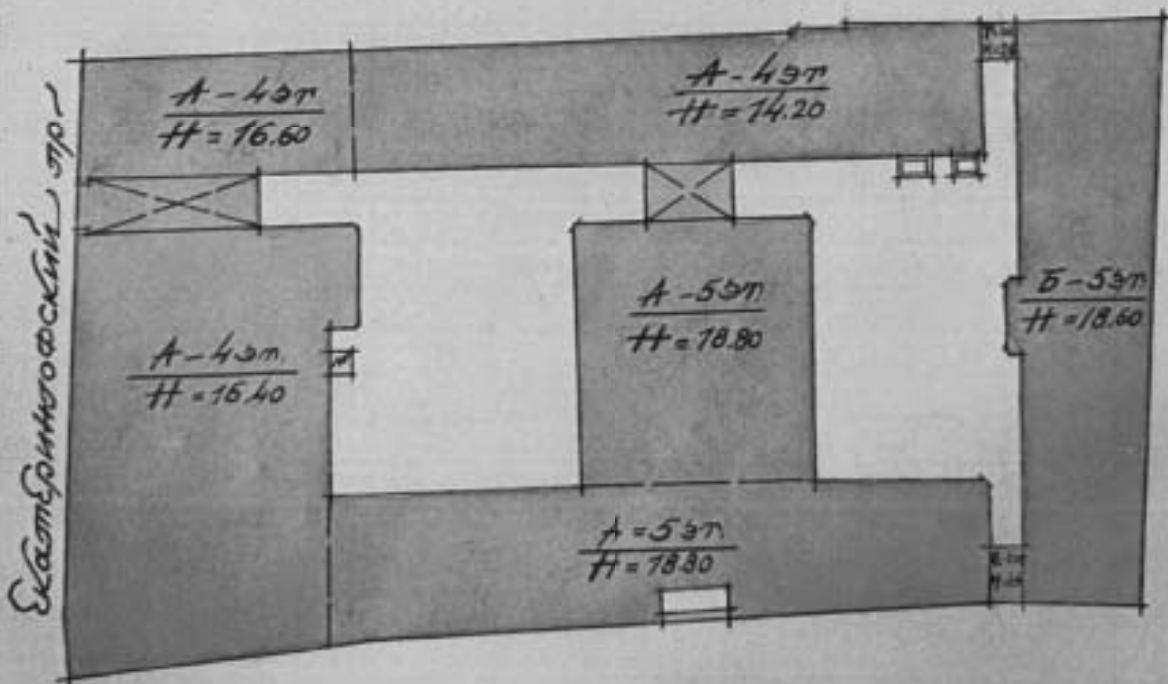 А-4эт
H=16.60
А-4эт
H=14.20
Екатерингофский пр.
А-4эт.
H=16.40
А-5эт
H=18.80
Б-5эт
H=18.60
А=5эт.
H=18.80